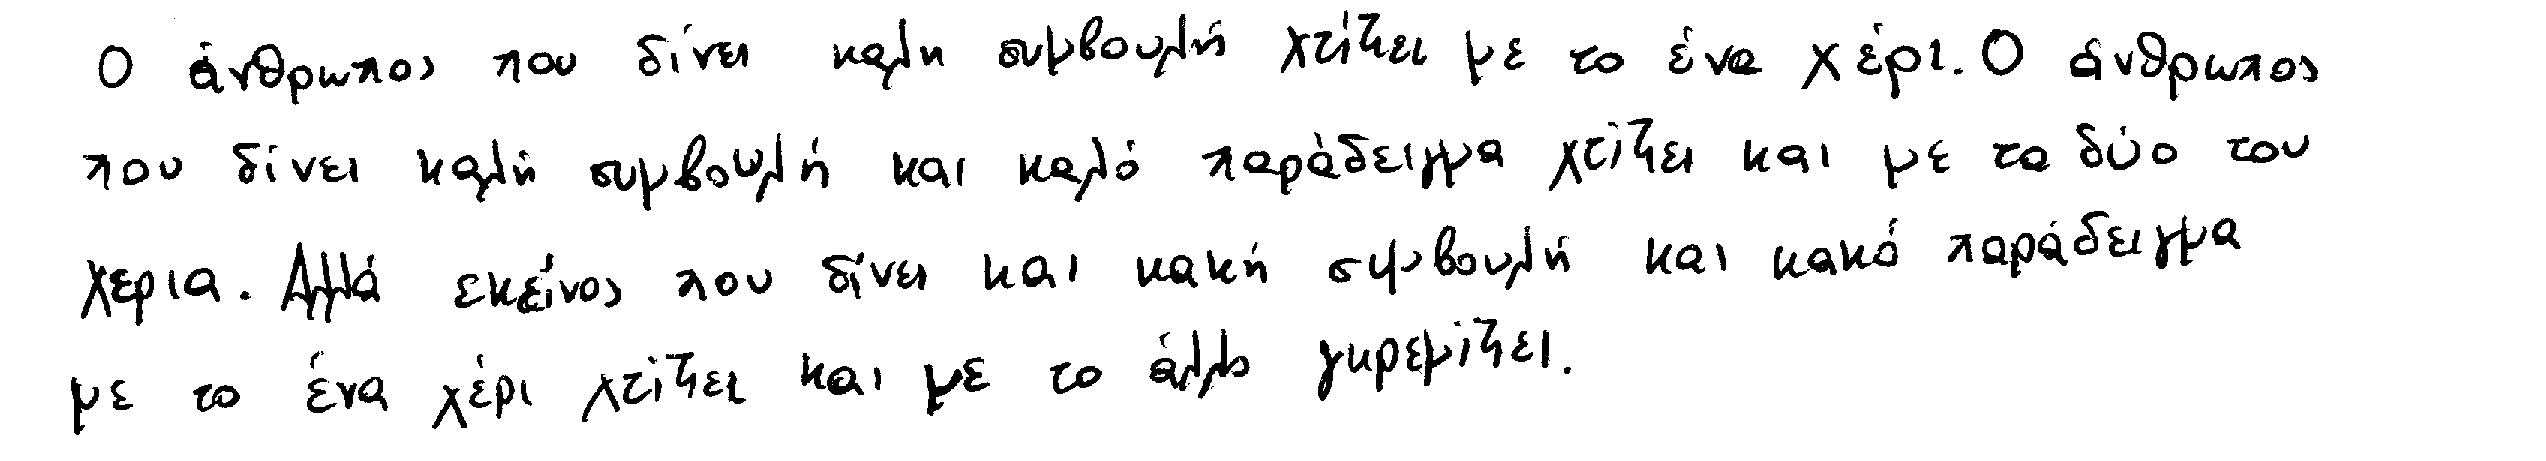 Ο άνθρωπος που δίνει καλη συμβουλή χτίζει με το ένα χέρι. Ο άνθρωπος
που δίνει καλή συμβουλή και καλό παράδειγμα χτίζει και με τα δύο του
χερια. Αλλά εκείνος που δίνει και κακή συμβουλή και κακό παράδειγμα
με το ένα χέρι χτίζει και με το άλλο γκρεμίζει.